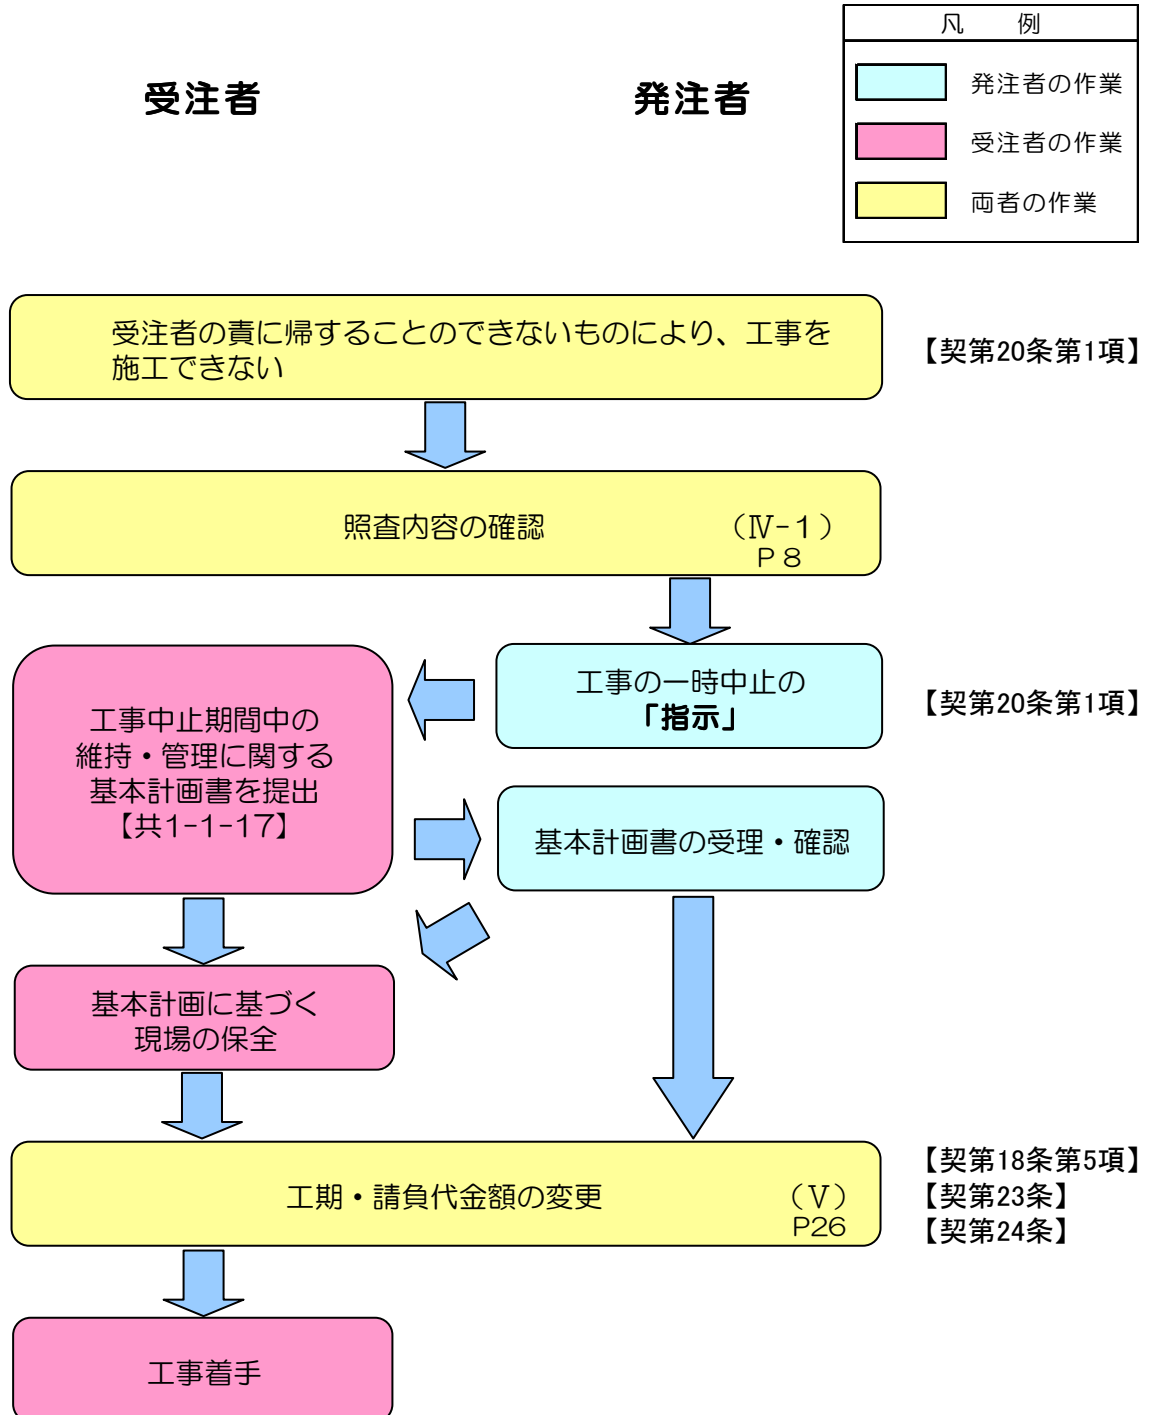 凡　例
発注者の作業
受注者の作業
両者の作業
受注者
発注者
受注者の責に帰することのできないものにより、工事を
施工できない
【契第20条第1項】
照査内容の確認
（Ⅳ-１）
Ｐ８
工事の一時中止の
「指示」
【契第20条第1項】
工事中止期間中の
維持・管理に関する
基本計画書を提出
【共1-1-17】
基本計画書の受理・確認
基本計画に基づく
現場の保全
工期・請負代金額の変更
（Ⅴ）
P26
【契第18条第5項】
【契第23条】
【契第24条】
工事着手